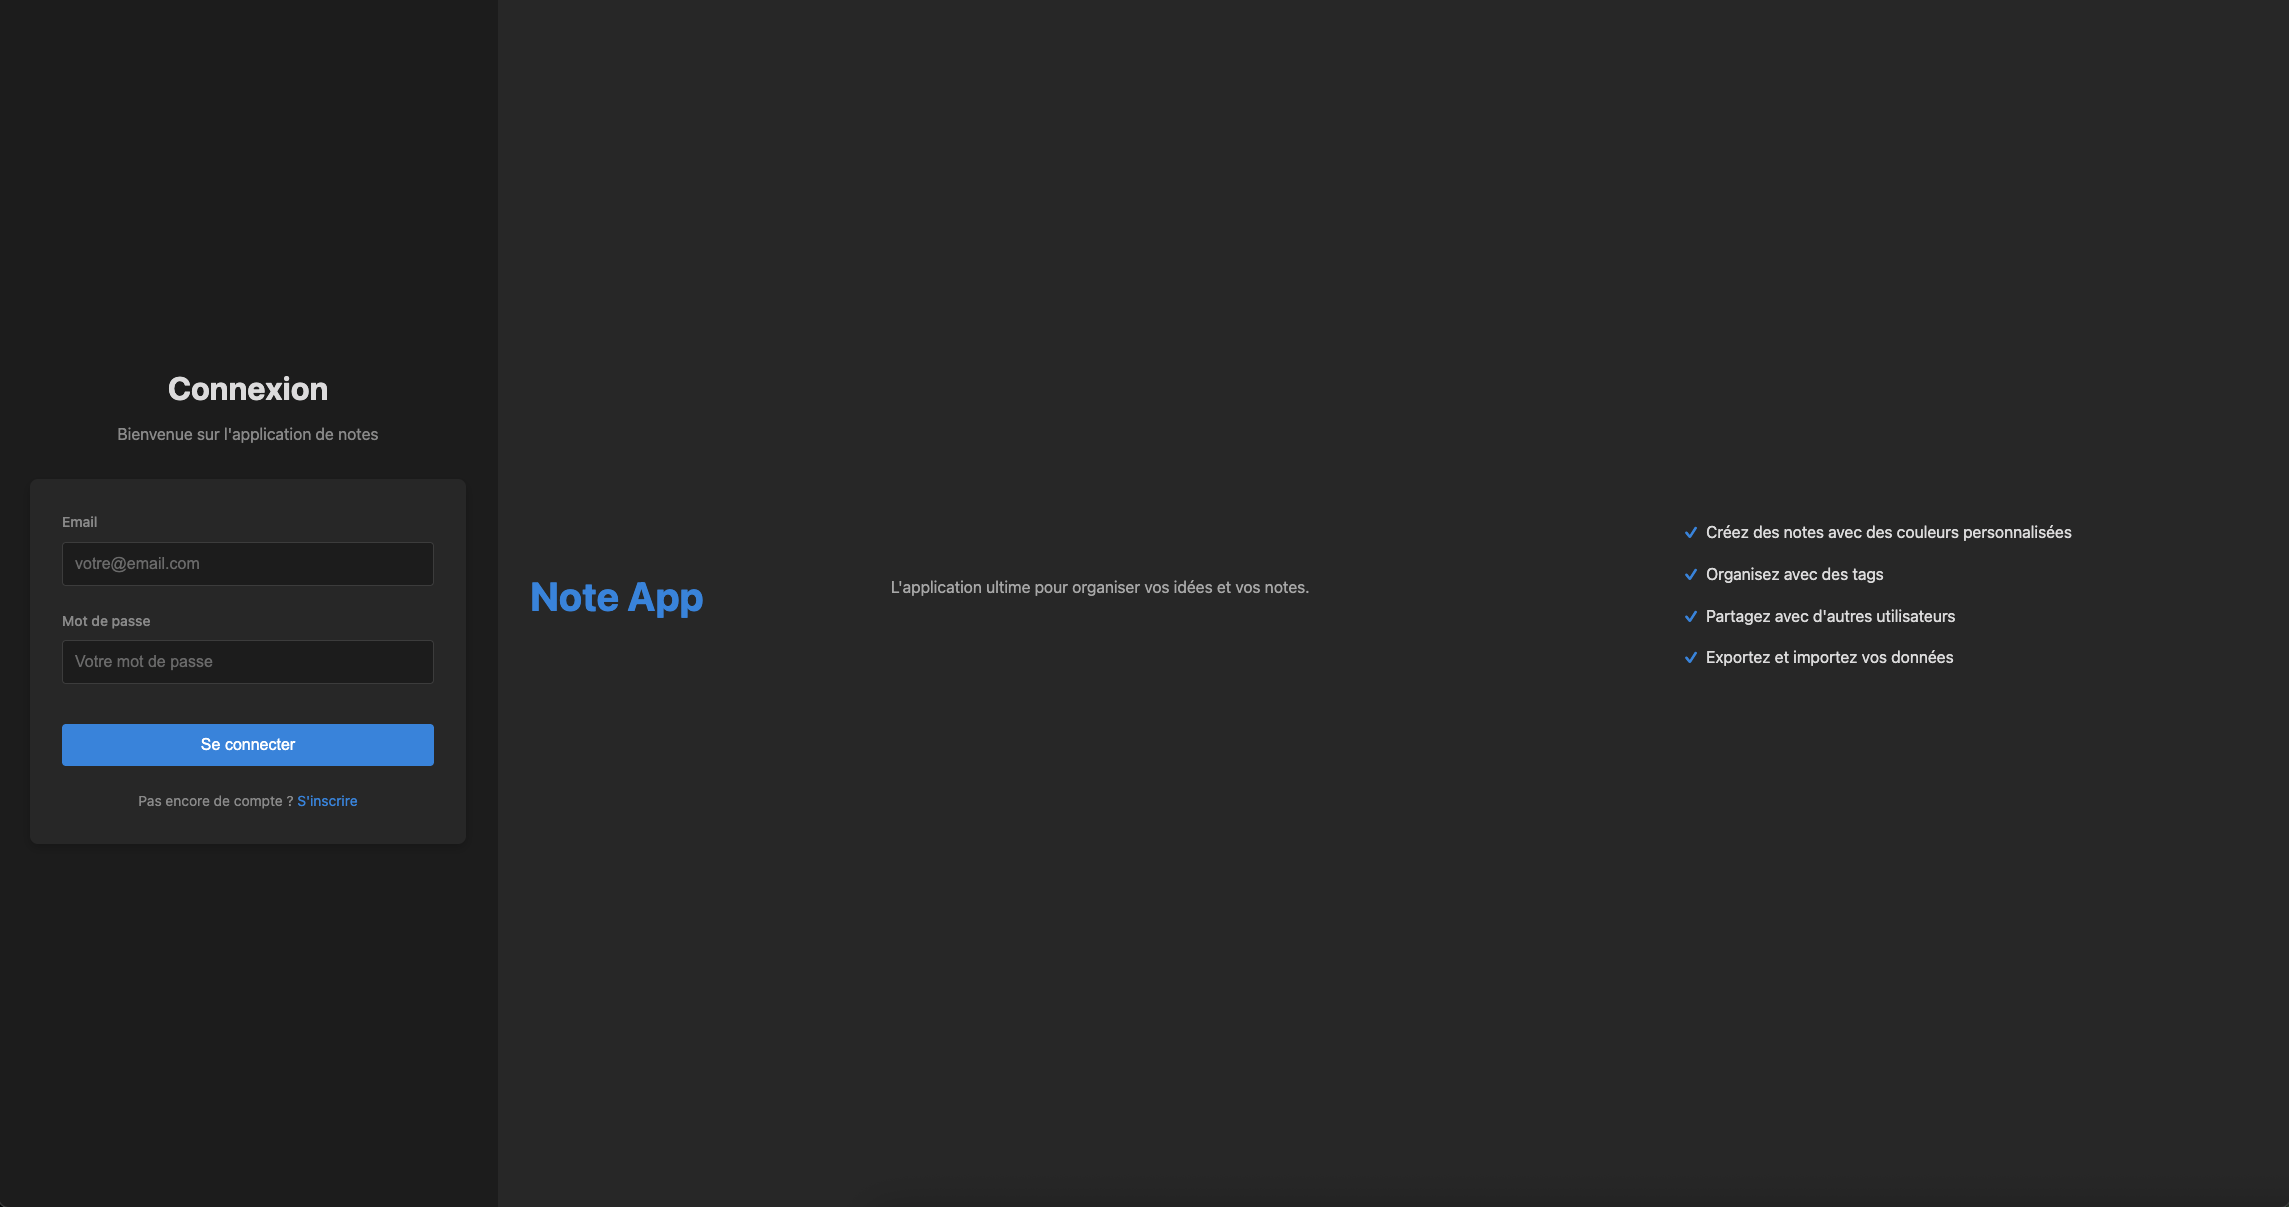 Connexion
Bienvenue sur l'application de notes
Email
votre@email.com
Mot de passe
Votre mot de passe
Se connecter
Pas encore de compte ? S'inscrire
Note App
L'application ultime pour organiser vos idées et vos notes.
✓ Créez des notes avec des couleurs personnalisées
✓ Organisez avec des tags
✓ Partagez avec d'autres utilisateurs
✓ Exportez et importez vos données